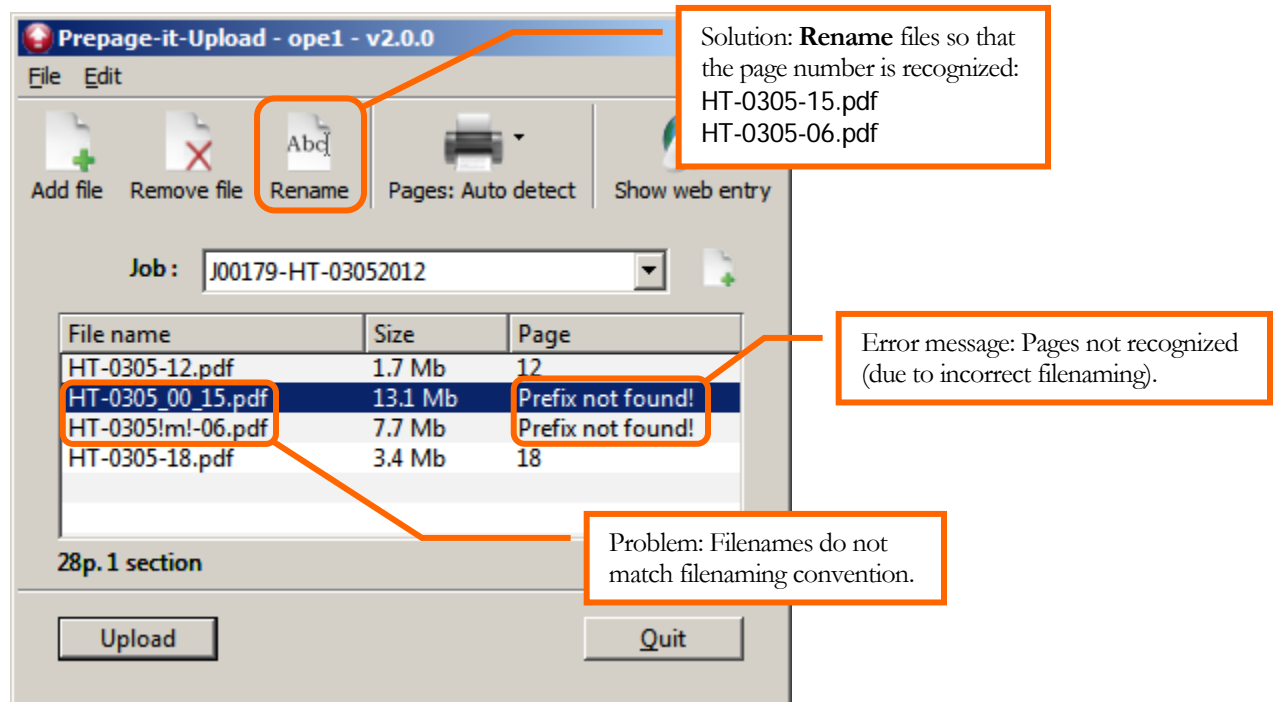 Prepage-it-Upload - ope1 - v2.0.0
File Edit
Solution: Rename files so that
the page number is recognized:
HT-0305-15.pdf
HT-0305-06.pdf
Abc
Add file Remove file Rename Pages: Auto detect Show web entry
Job : J00179-HT-03052012
File name Size Page
HT-0305-12.pdf 1.7 Mb 12
HT-0305_00_15.pdf 13.1 Mb Prefix not found!
HT-0305!m!-06.pdf 7.7 Mb Prefix not found!
HT-0305-18.pdf 3.4 Mb 18
Error message: Pages not recognized
(due to incorrect filenaming).
Problem: Filenames do not
match filenaming convention.
28p. 1 section
Upload Quit